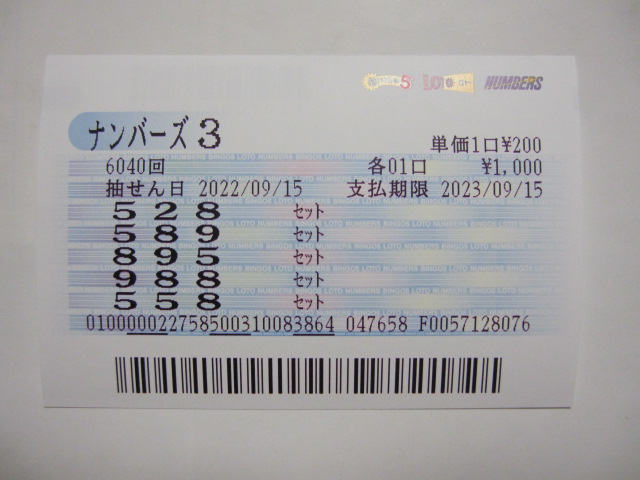 BINGO5 LOTO NUMBERS
ナンバーズ3
単価1口¥200
6040回 各01口 ¥1,000
抽せん日 2022/09/15 支払期限 2023/09/15
528 セット
589 セット
895 セット
988 セット
558 セット
010000022758500310083864 047658 F0057128076